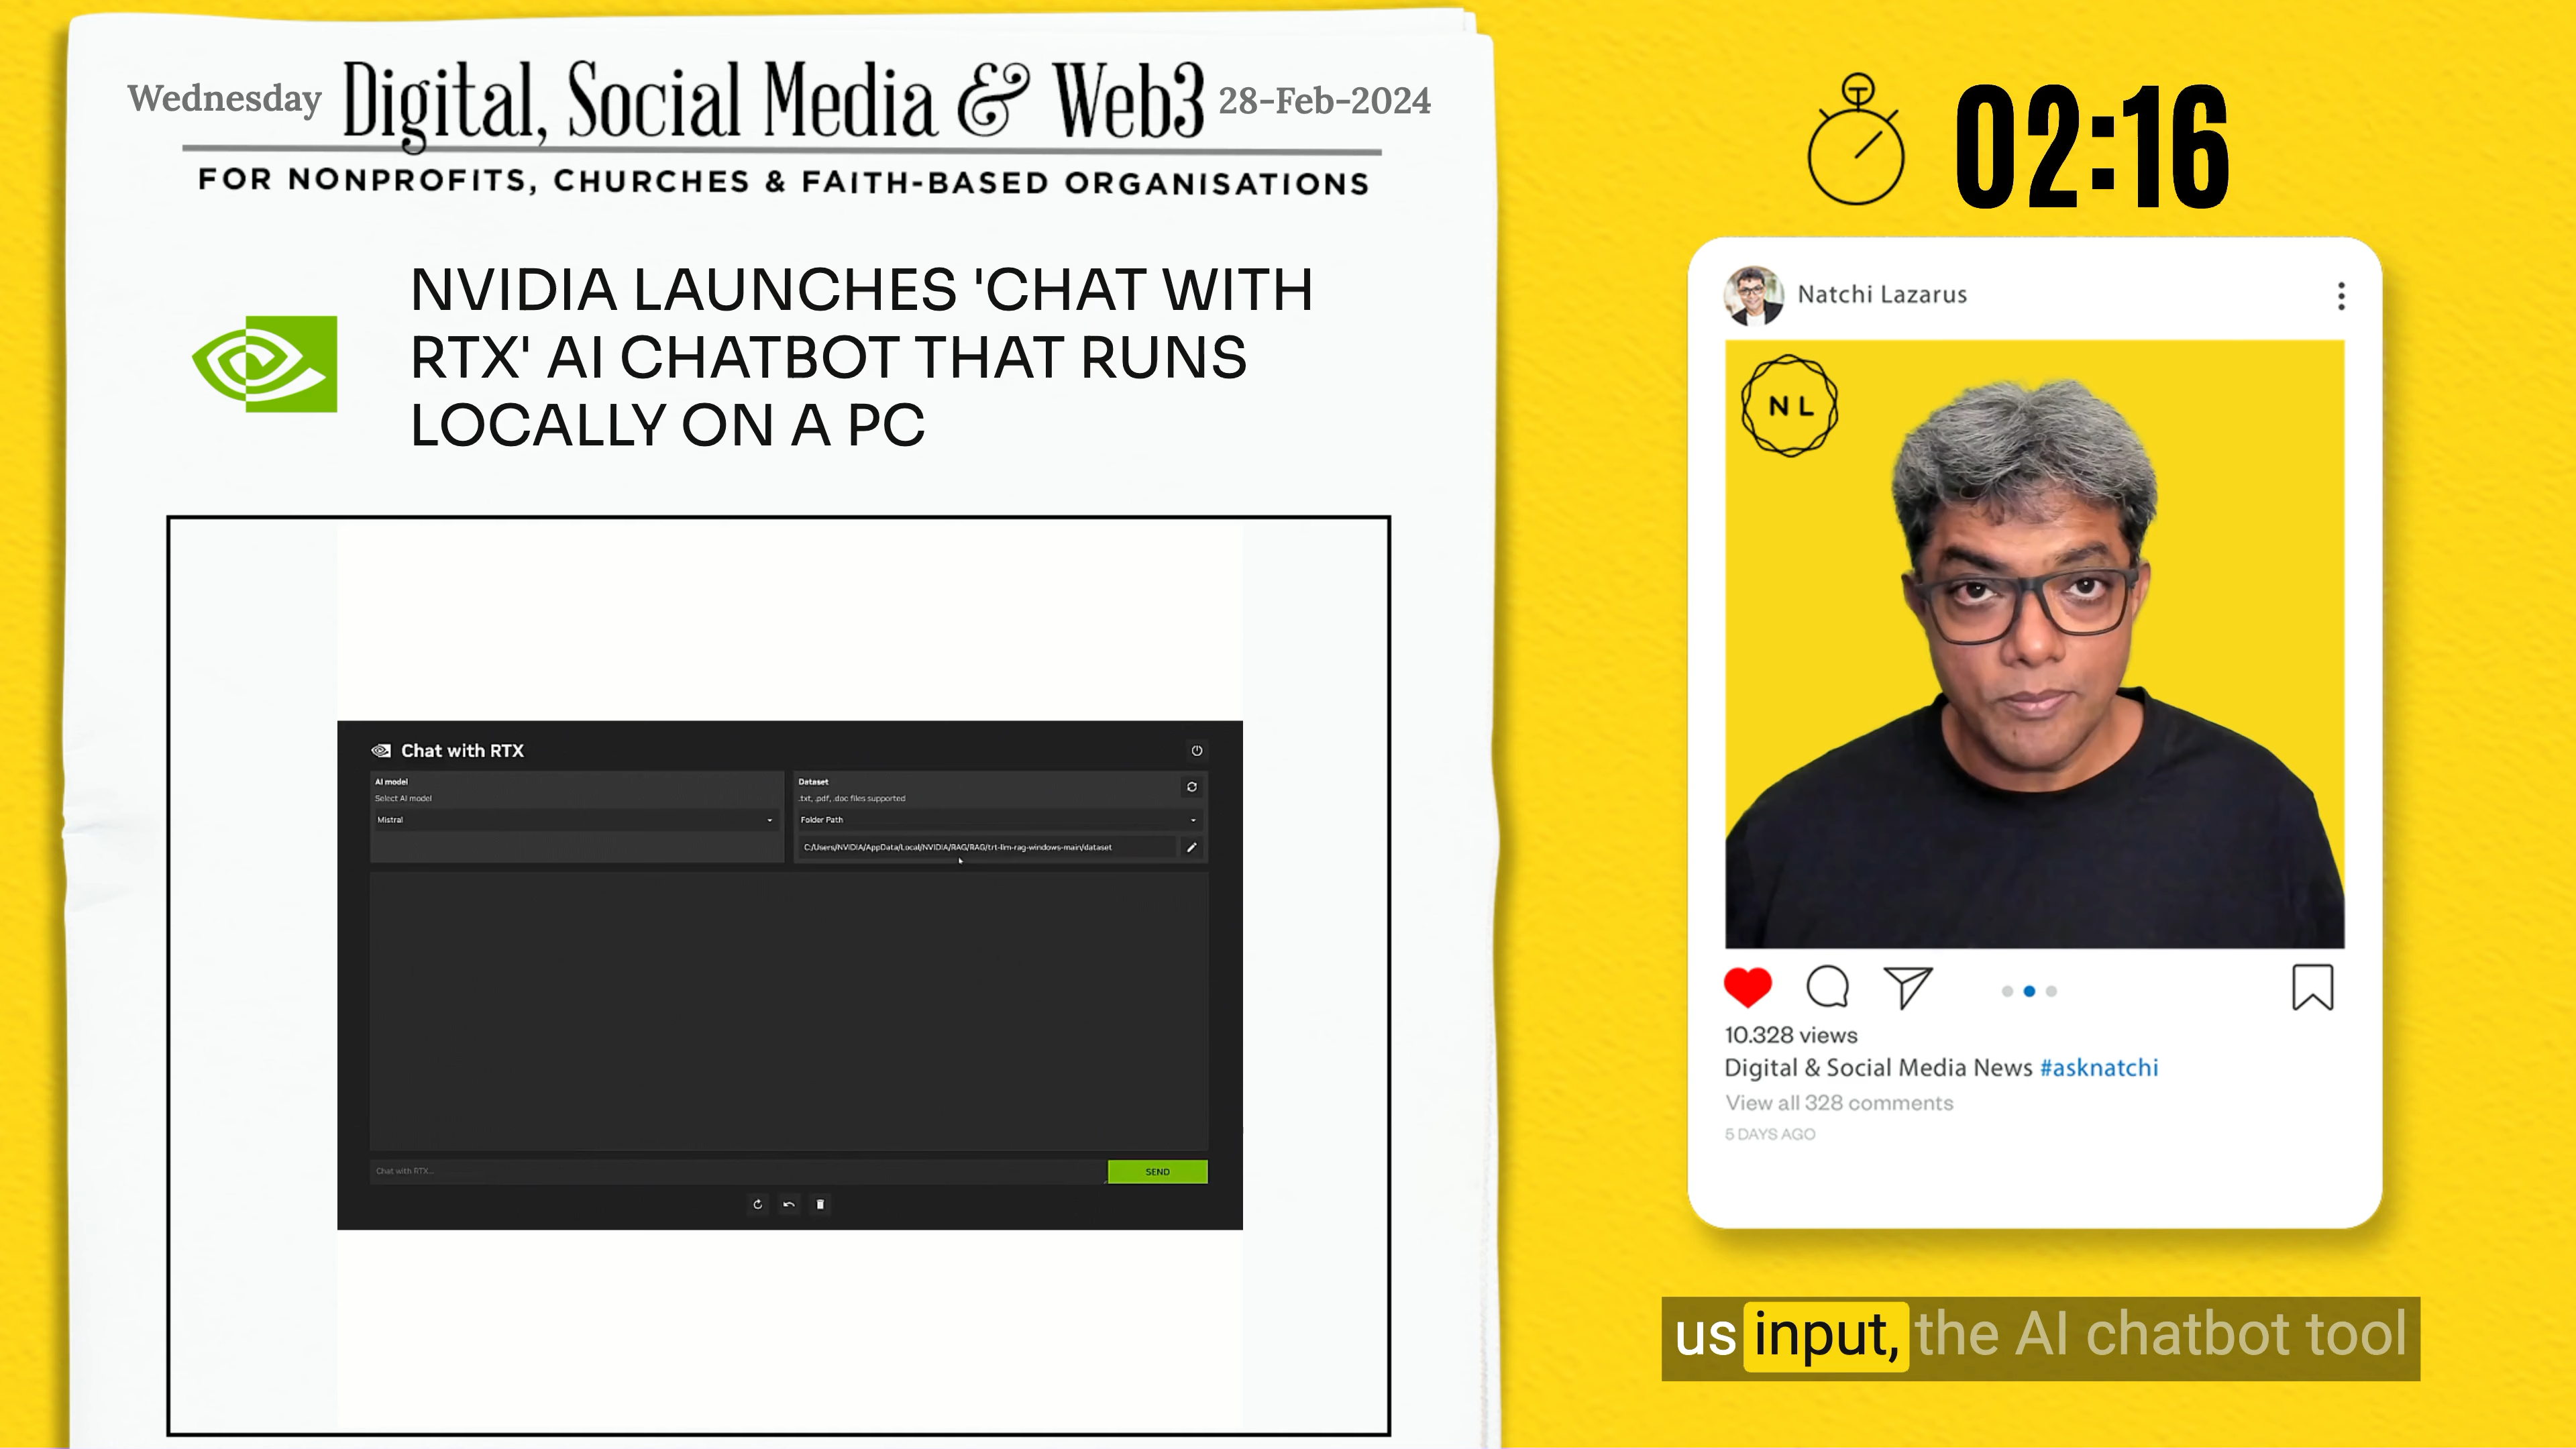 Wednesday Digital, Social Media & Web3 28-Feb-2024
FOR NONPROFITS, CHURCHES & FAITH-BASED ORGANISATIONS
NVIDIA LAUNCHES 'CHAT WITH
RTX' AI CHATBOT THAT RUNS
LOCALLY ON A PC
Chat with RTX
AI model
Select AI model
Mistral
Dataset
.txt, .pdf, .doc files supported
Folder Path
C:/Users/NVIDIA/AppData/Local/NVIDIA/RAG/RAG/trt-llm-rag-windows-main/dataset
Chat with RTX...
SEND
02:16
Natchi Lazarus
N L
10.328 views
Digital & Social Media News #asknatchi
View all 328 comments
5 DAYS AGO
us input, the AI chatbot tool